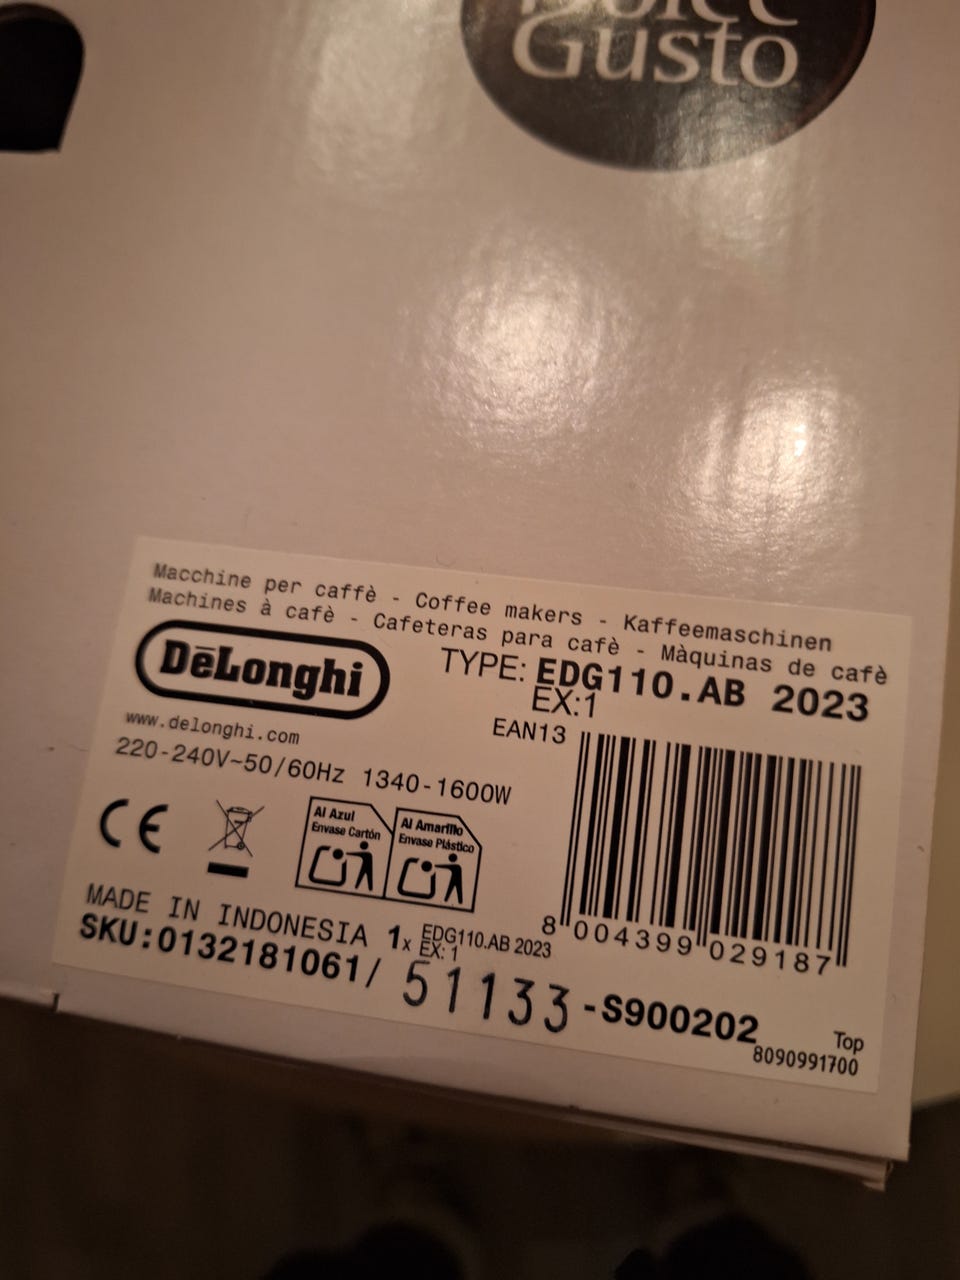 Dolce
Gusto
Macchine per caffè - Coffee makers - Kaffeemaschinen
Machines à cafè - Cafeteras para cafè - Màquinas de cafè
DēLonghi
TYPE: EDG110.AB 2023
EX:1
www.delonghi.com
EAN13
220-240V~50/60Hz 1340-1600W
CE
Al Azul
Envase Cartón
Al Amarillo
Envase Plástico
8 004399 029187
MADE IN INDONESIA 1x EDG110.AB 2023
EX: 1
SKU:0132181061/ 51133 -S900202
Top
8090991700